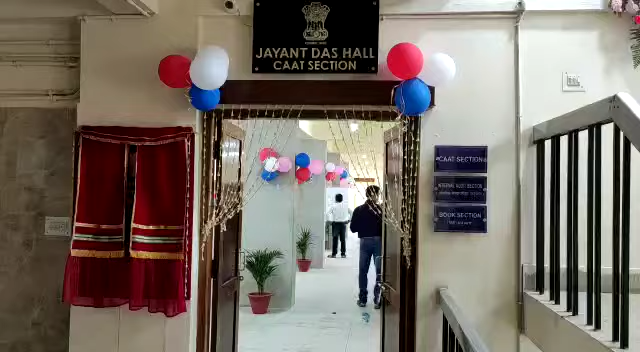 JAYANT DAS HALL
CAAT SECTION
CAAT SECTION
INTERNAL AUDIT SECTION
BOOK SECTION